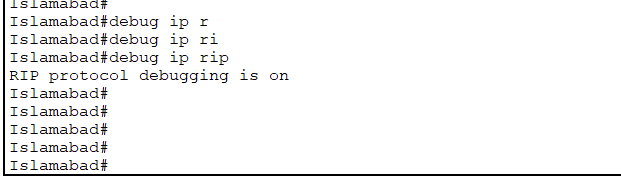 Islamabad#
Islamabad#debug ip r
Islamabad#debug ip ri
Islamabad#debug ip rip
RIP protocol debugging is on
Islamabad#
Islamabad#
Islamabad#
Islamabad#
Islamabad#